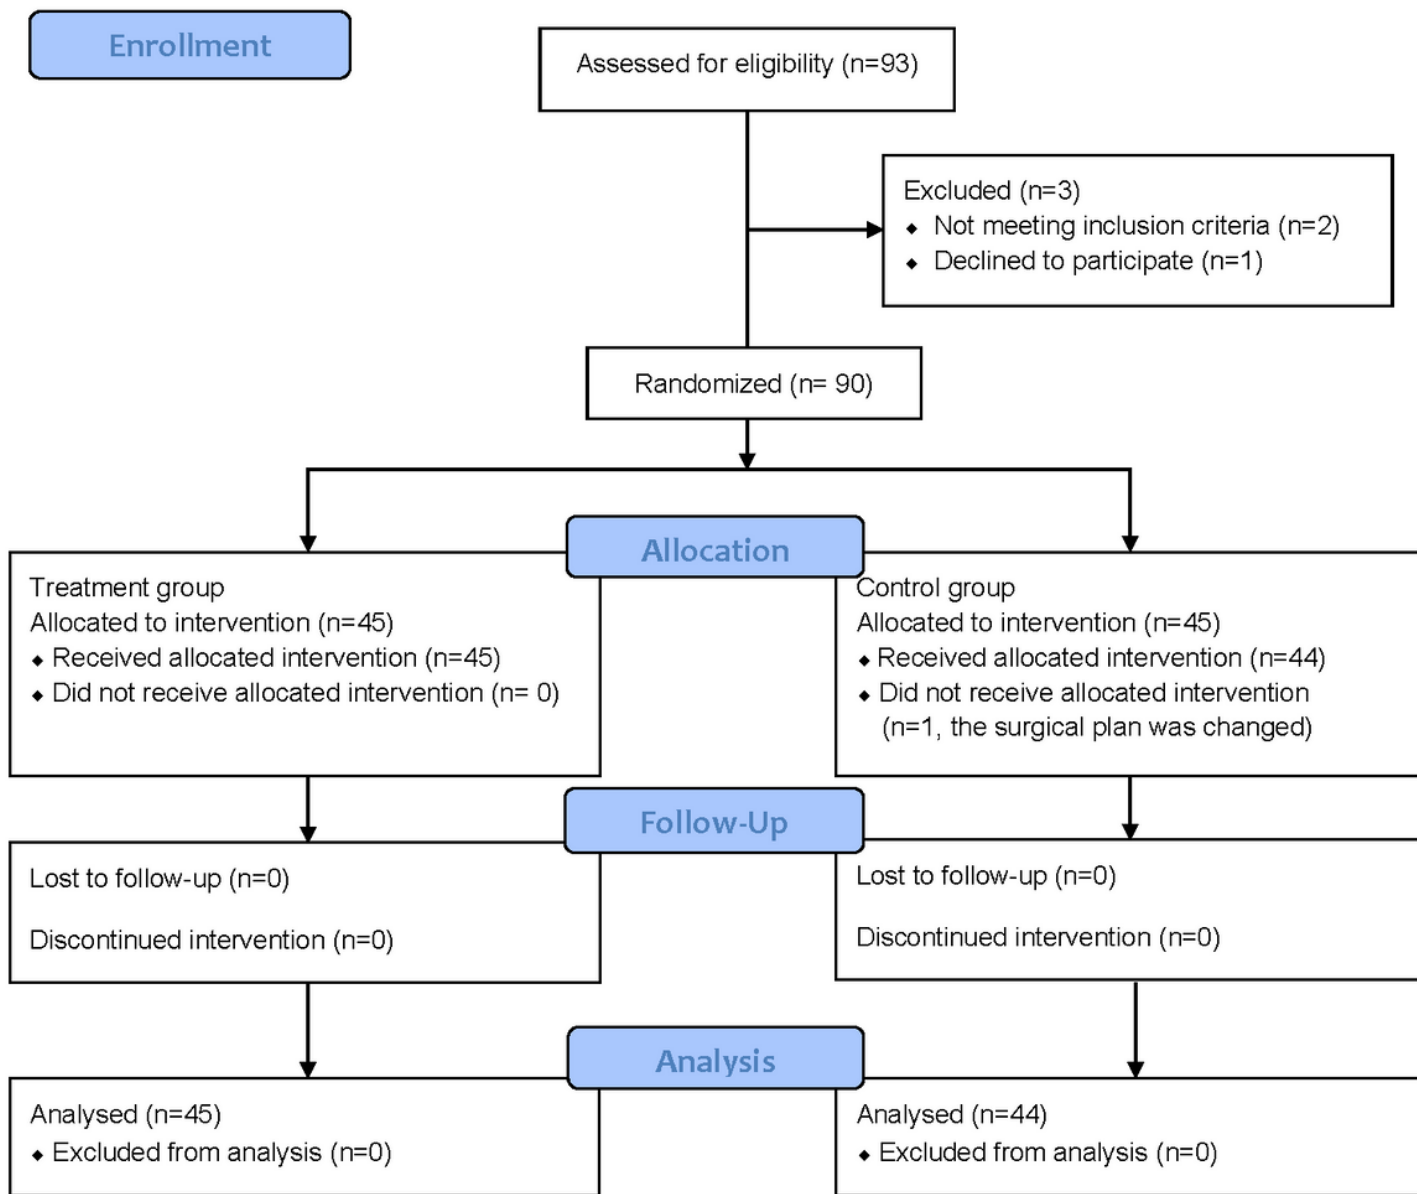 Enrollment
Assessed for eligibility (n=93)
Excluded (n=3)
⬥ Not meeting inclusion criteria (n=2)
⬥ Declined to participate (n=1)
Randomized (n= 90)
Allocation
Treatment group
Allocated to intervention (n=45)
⬥ Received allocated intervention (n=45)
⬥ Did not receive allocated intervention (n= 0)
Control group
Allocated to intervention (n=45)
⬥ Received allocated intervention (n=44)
⬥ Did not receive allocated intervention
(n=1, the surgical plan was changed)
Follow-Up
Lost to follow-up (n=0)
Discontinued intervention (n=0)
Lost to follow-up (n=0)
Discontinued intervention (n=0)
Analysis
Analysed (n=45)
⬥ Excluded from analysis (n=0)
Analysed (n=44)
⬥ Excluded from analysis (n=0)